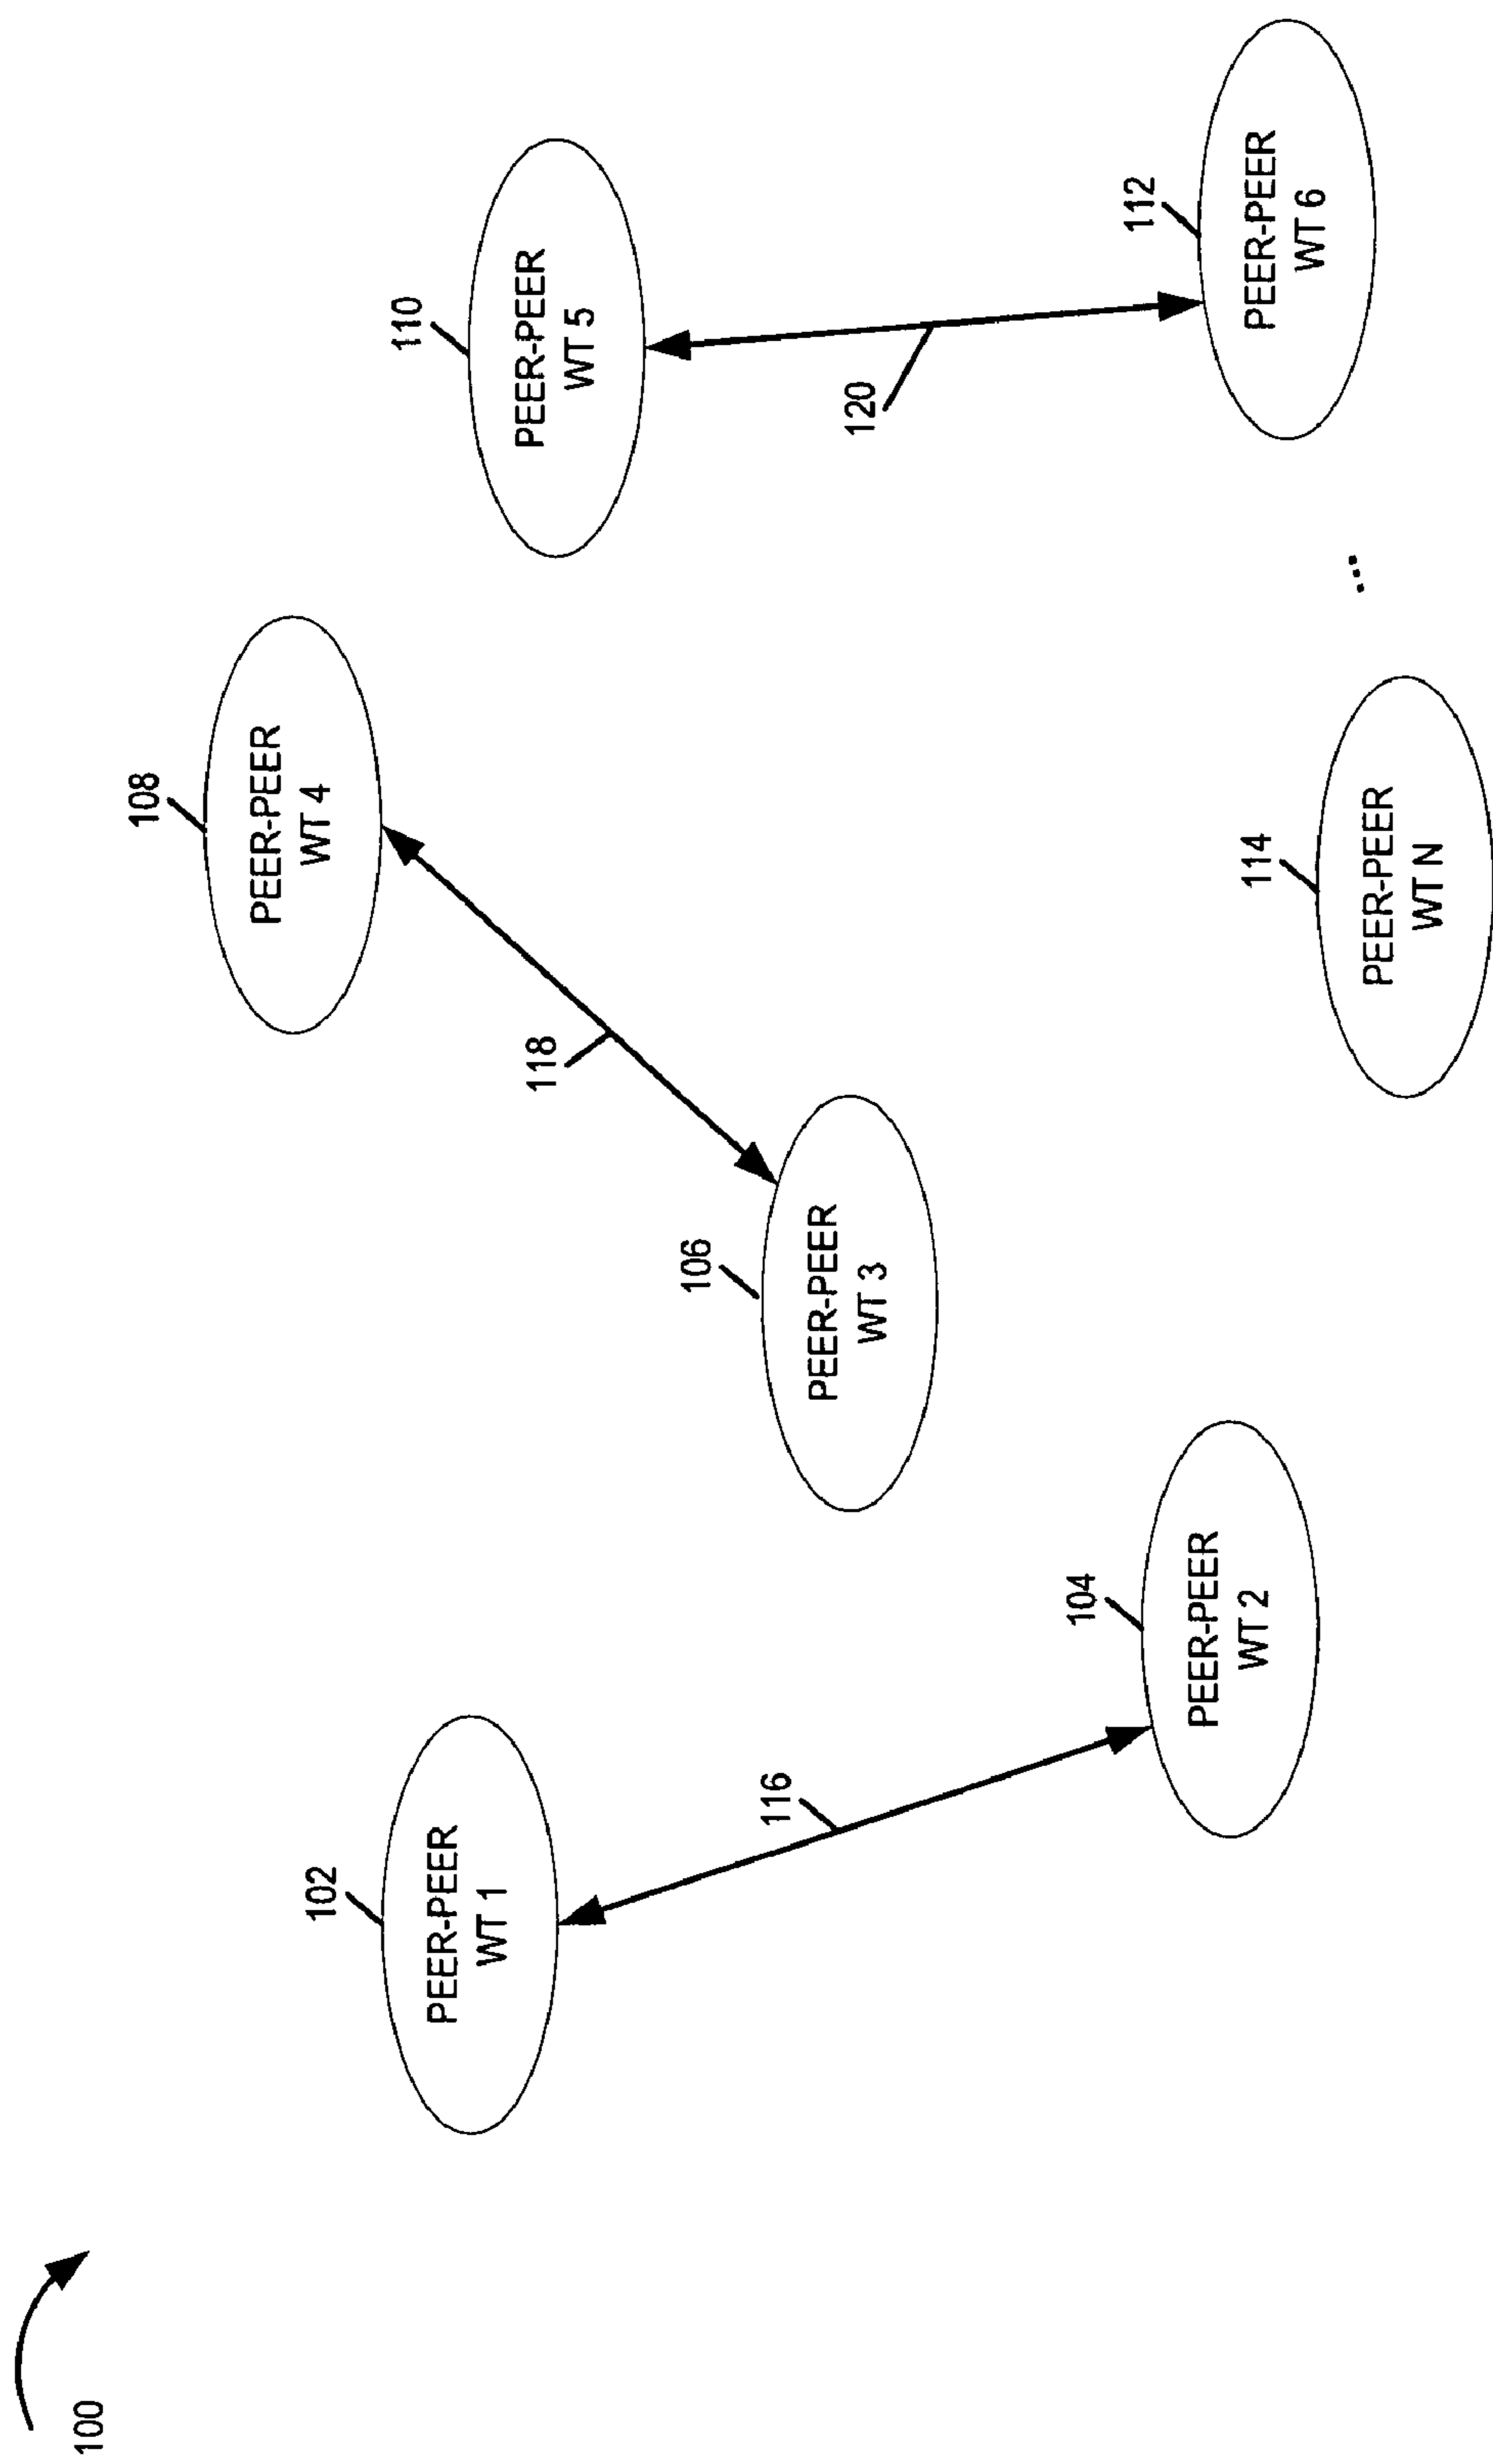 100
102
PEER-PEER
WT 1
116
104
PEER-PEER
WT 2
106
PEER-PEER
WT 3
118
108
PEER-PEER
WT 4
110
PEER-PEER
WT 5
120
112
PEER-PEER
WT 6
...
114
PEER-PEER
WT N